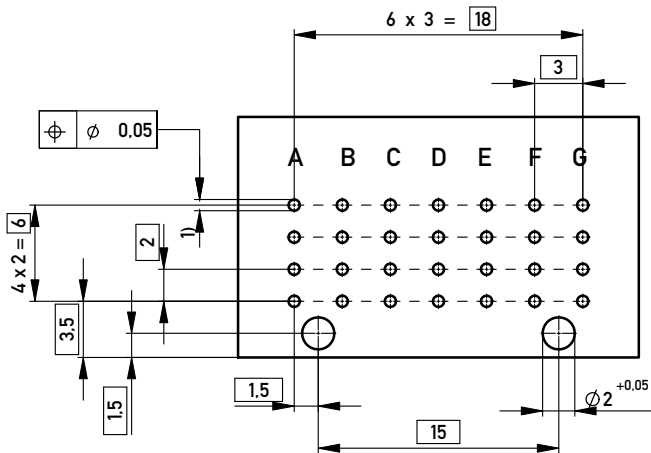 6 x 3 = 18
3
⌖ ⌀ 0,05
A B C D E F G
1)
4 x 2 = 6
2
3,5
1,5
1,5
⌀2 +0,05
15